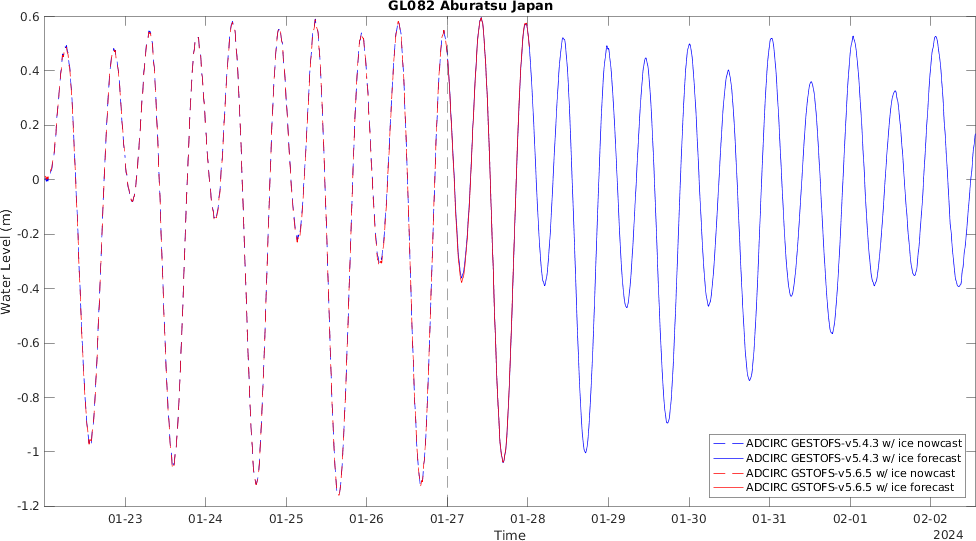 GL082 Aburatsu Japan
0.6
0.4
0.2
0
-0.2
-0.4
-0.6
-0.8
-1
-1.2
Water Level (m)
ADCIRC GESTOFS-v5.4.3 w/ ice nowcast
ADCIRC GESTOFS-v5.4.3 w/ ice forecast
ADCIRC GSTOFS-v5.6.5 w/ ice nowcast
ADCIRC GSTOFS-v5.6.5 w/ ice forecast
01-23 01-24 01-25 01-26 01-27 01-28 01-29 01-30 01-31 02-01 02-02
2024
Time